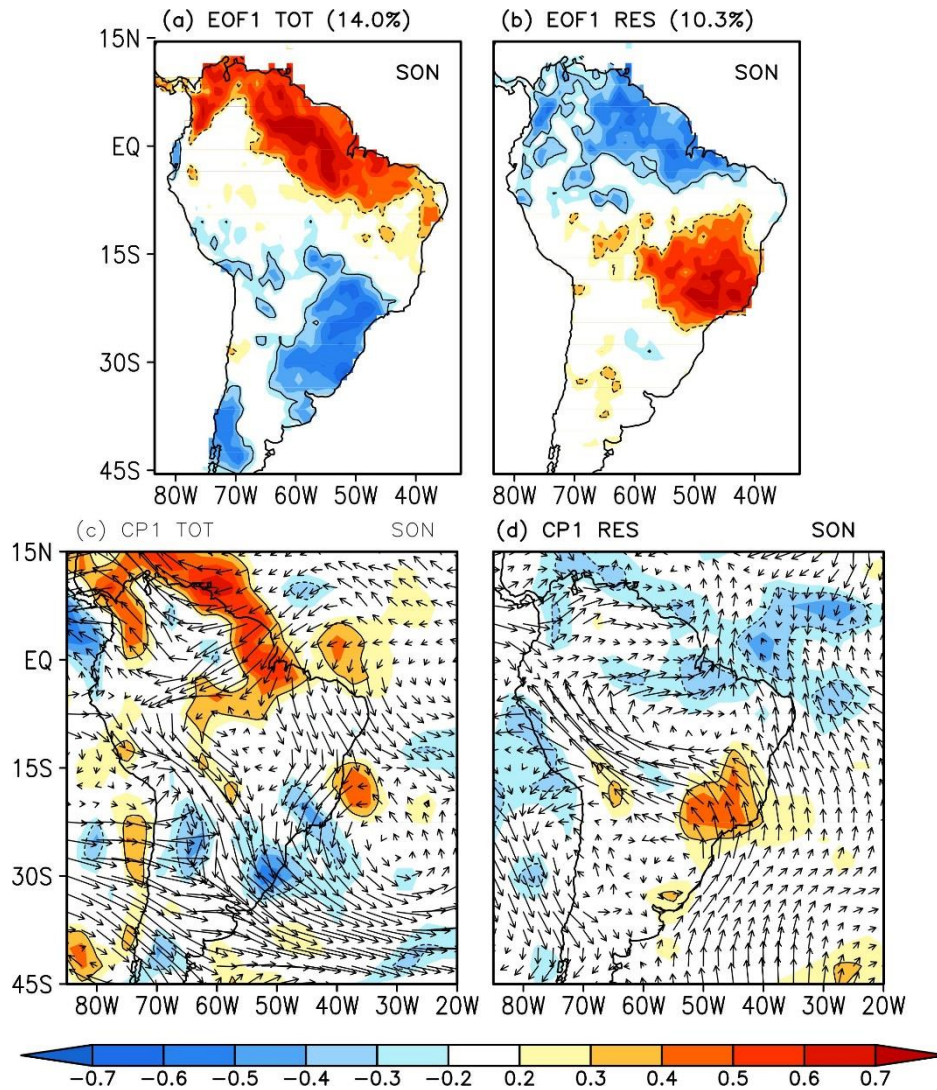 (a) EOF1 TOT (14.0%)
(b) EOF1 RES (10.3%)
15N
EQ
15S
30S
45S
SON
SON
80W 70W 60W 50W 40W
80W 70W 60W 50W 40W
(c) CP1 TOT SON
(d) CP1 RES SON
15N
EQ
15S
30S
45S
80W 70W 60W 50W 40W 30W 20W
80W 70W 60W 50W 40W 30W 20W
-0.7 -0.6 -0.5 -0.4 -0.3 -0.2 0.2 0.3 0.4 0.5 0.6 0.7